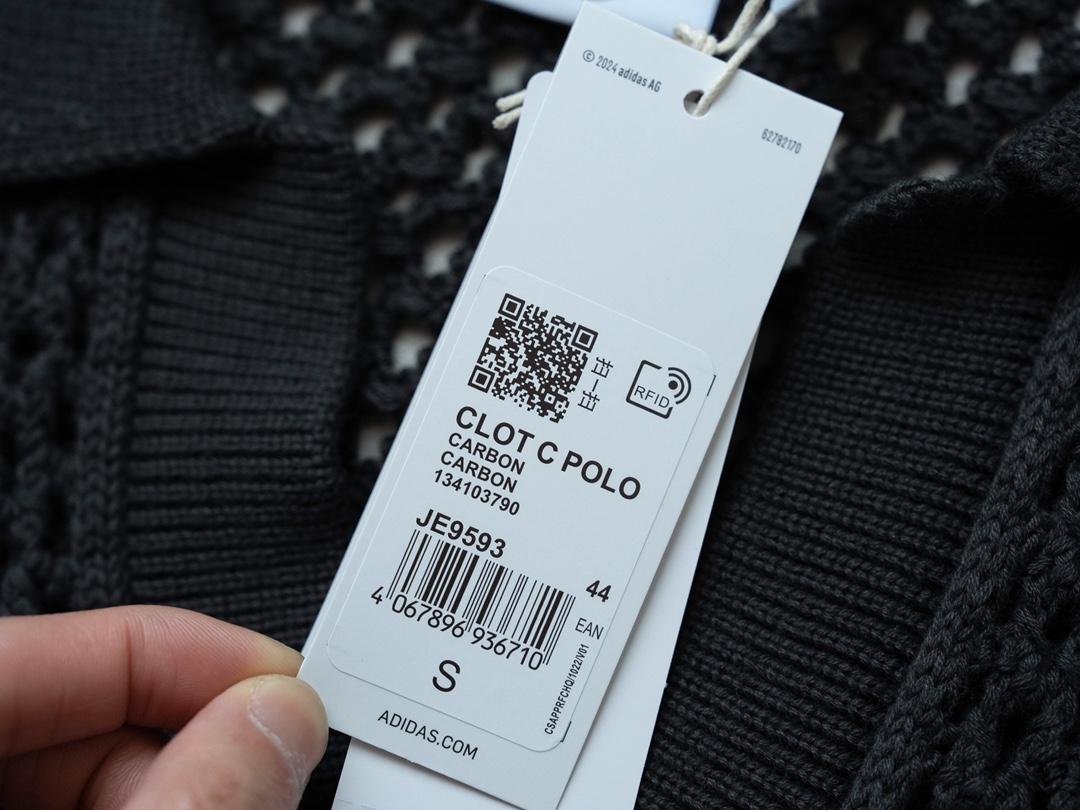 © 2024 adidas AG
62782170
RFID
CLOT C POLO
CARBON
CARBON
134103790
JE9593
44
4 067896 936710
EAN
S
CSAPPRFCHQ/1022/V01
ADIDAS.COM